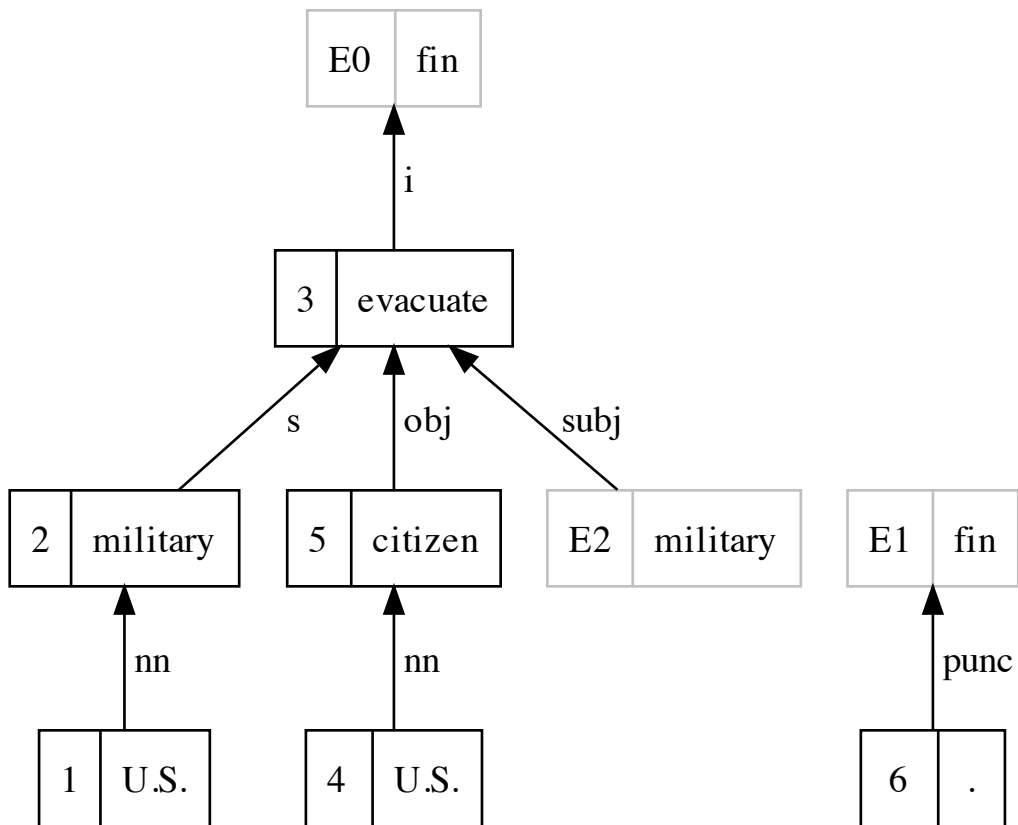 E0 fin
i
3 evacuate
s obj subj
2 military 5 citizen E2 military E1 fin
nn nn punc
1 U.S. 4 U.S. 6 .